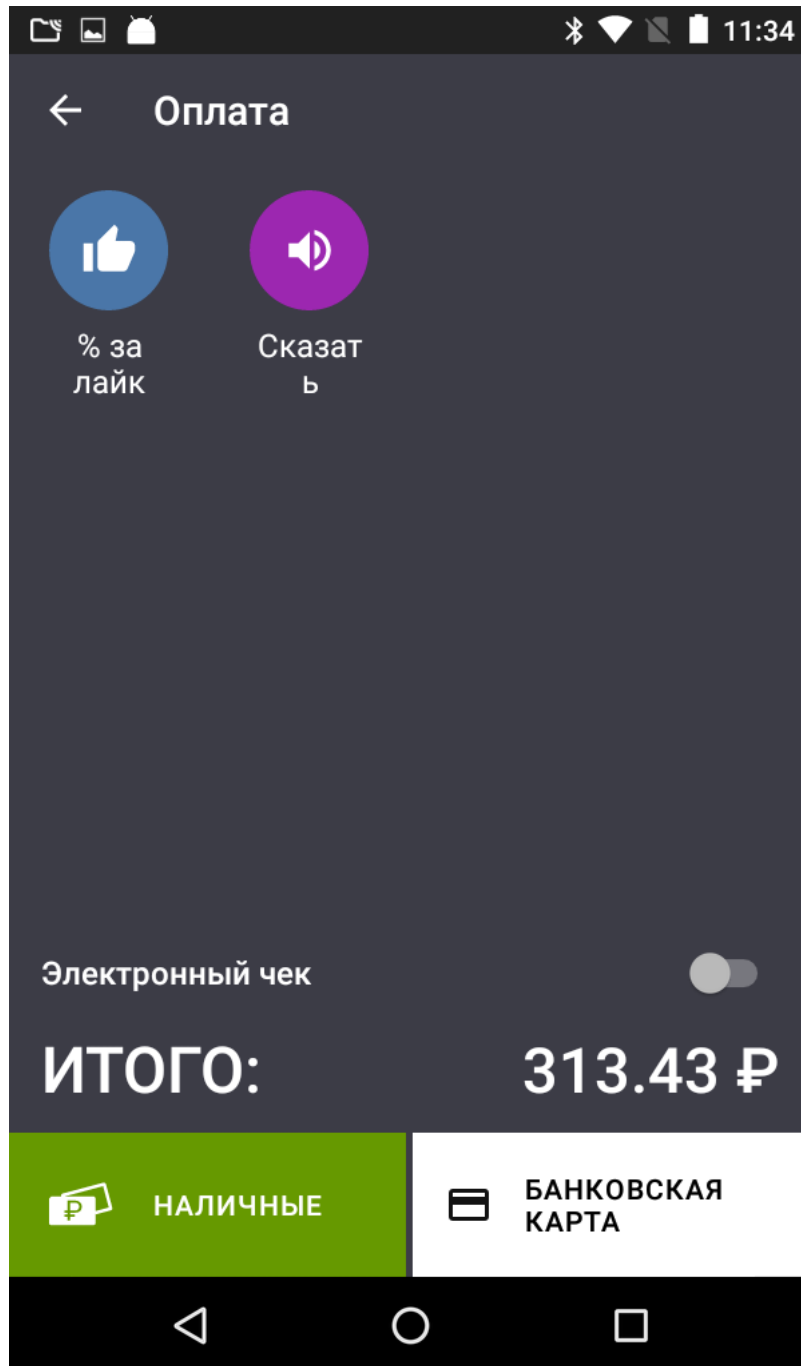 11:34
Оплата
% за
лайк
Сказат
ь
Электронный чек
ИТОГО: 313.43 ₽
НАЛИЧНЫЕ
БАНКОВСКАЯ
КАРТА